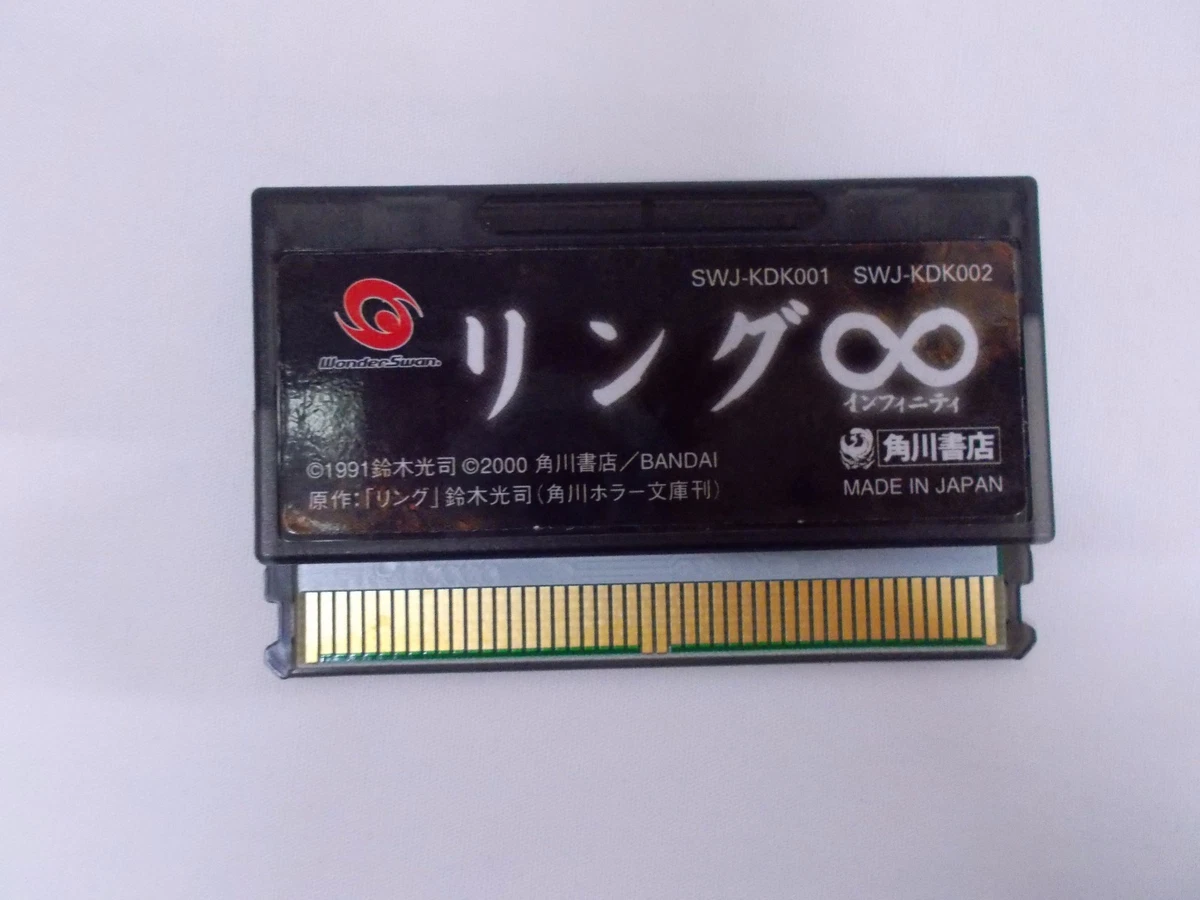 SWJ-KDK001 SWJ-KDK002
WonderSwan.
リング∞
インフィニティ
角川書店
©1991鈴木光司 ©2000 角川書店／BANDAI
原作:「リング」鈴木光司(角川ホラー文庫刊)
MADE IN JAPAN